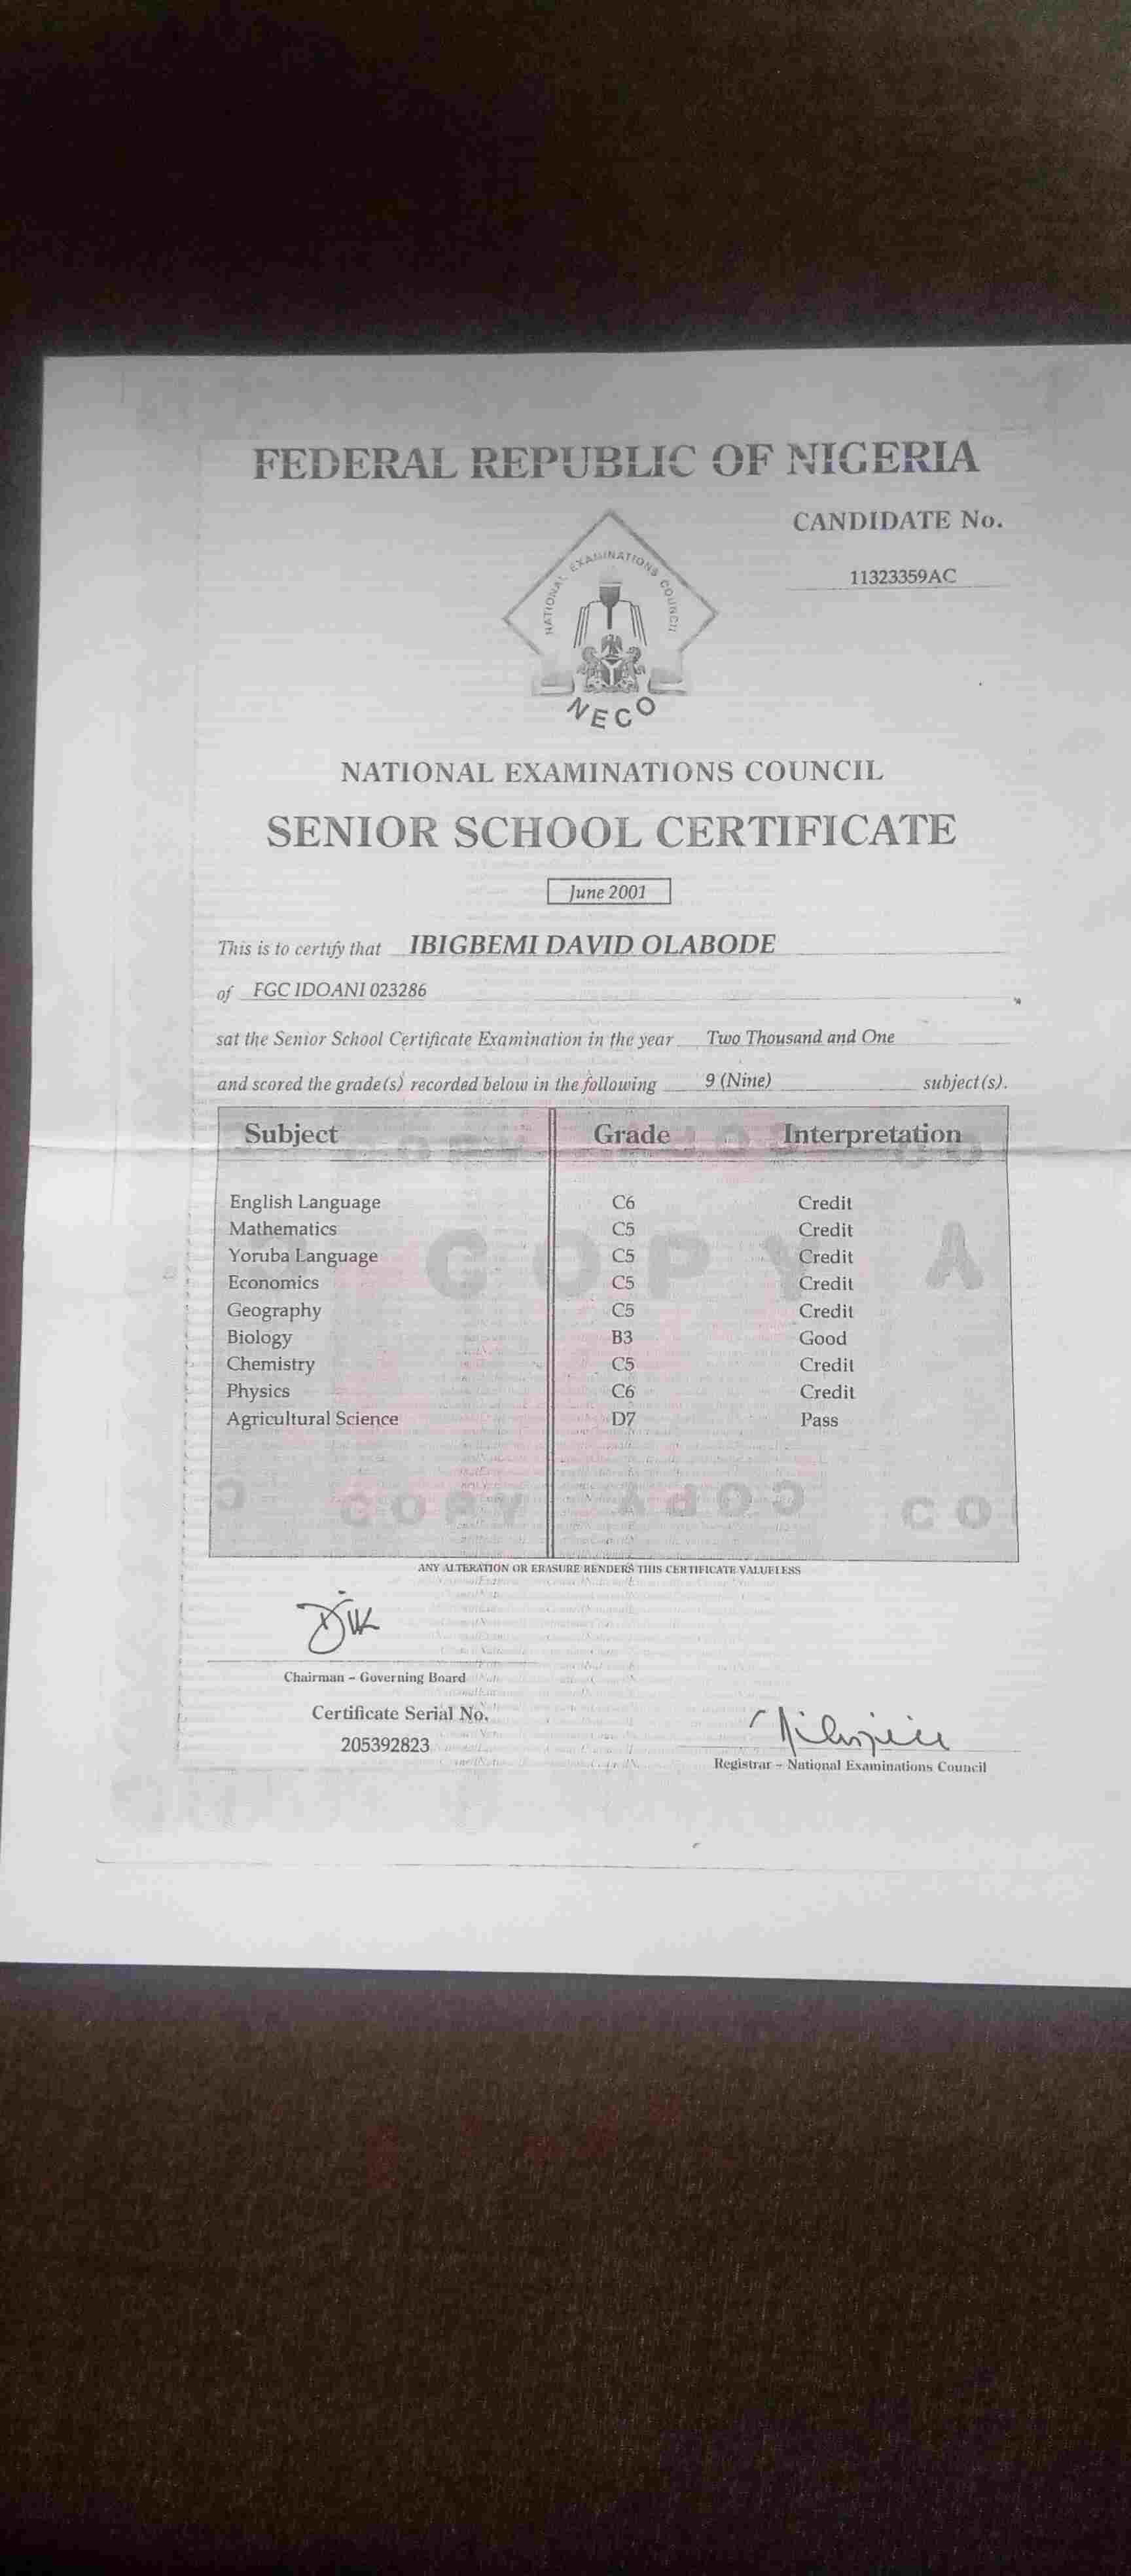 FEDERAL REPUBLIC OF NIGERIA
CANDIDATE No.
11323359AC
NATIONAL EXAMINATIONS COUNCIL
NECO
NATIONAL EXAMINATIONS COUNCIL
SENIOR SCHOOL CERTIFICATE
June 2001
This is to certify that IBIGBEMI DAVID OLABODE
of FGC IDOANI 023286
sat the Senior School Certificate Examination in the year Two Thousand and One
and scored the grade(s) recorded below in the following 9 (Nine) subject(s).
Subject Grade Interpretation
English Language C6 Credit
Mathematics C5 Credit
Yoruba Language C5 Credit
Economics C5 Credit
Geography C5 Credit
Biology B3 Good
Chemistry C5 Credit
Physics C6 Credit
Agricultural Science D7 Pass
COPY
COPY COPY CO
ANY ALTERATION OR ERASURE RENDERS THIS CERTIFICATE VALUELESS
Chairman - Governing Board
Certificate Serial No.
205392823
Registrar - National Examinations Council